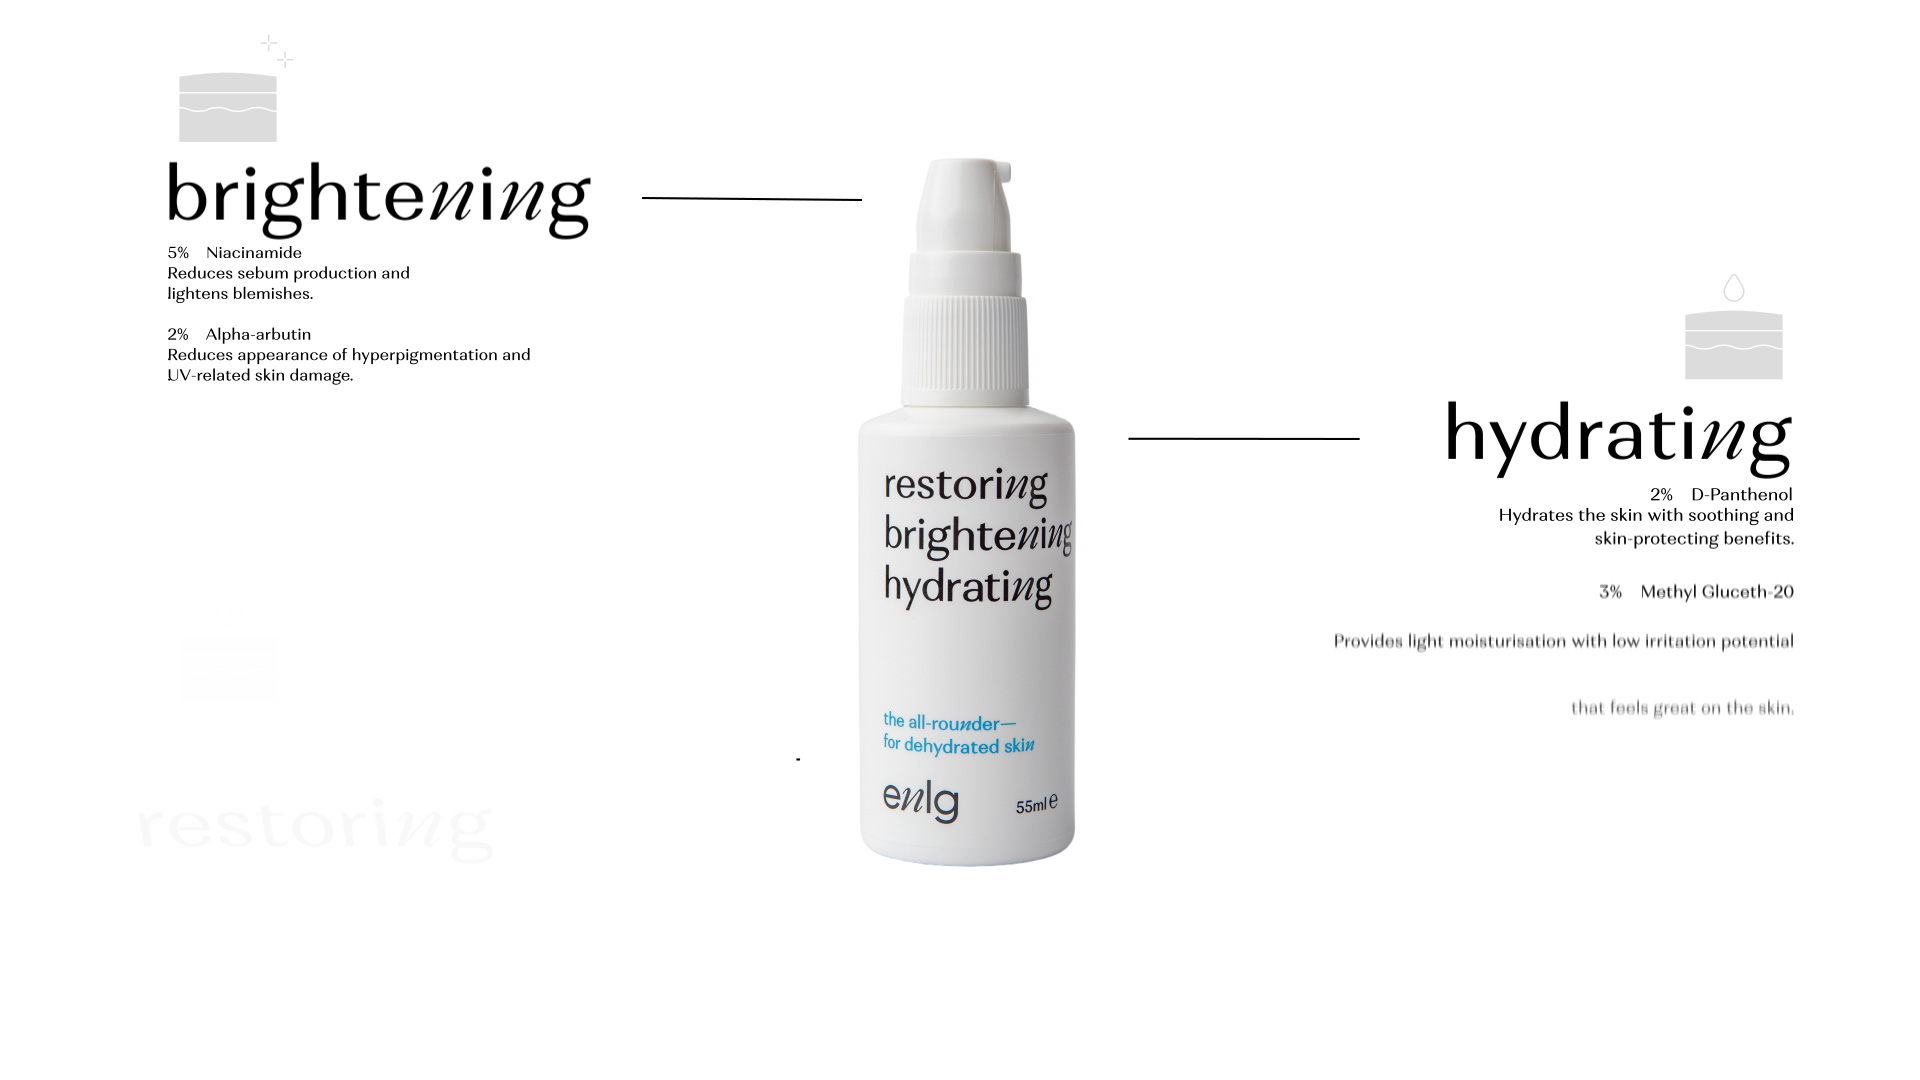 brightening
5% Niacinamide
Reduces sebum production and
lightens blemishes.
2% Alpha-arbutin
Reduces appearance of hyperpigmentation and
UV-related skin damage.
restoring
brightening
hydrating
the all-rounder—
for dehydrated skin
enlg
55ml ℮
hydrating
2% D-Panthenol
Hydrates the skin with soothing and
skin-protecting benefits.
3% Methyl Gluceth-20
Provides light moisturisation with low irritation potential
that feels great on the skin.
restoring